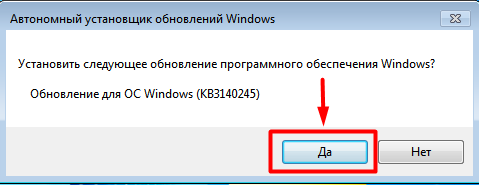 Автономный установщик обновлений Windows
Установить следующее обновление программного обеспечения Windows?
Обновление для ОС Windows (KB3140245)
Да
Нет